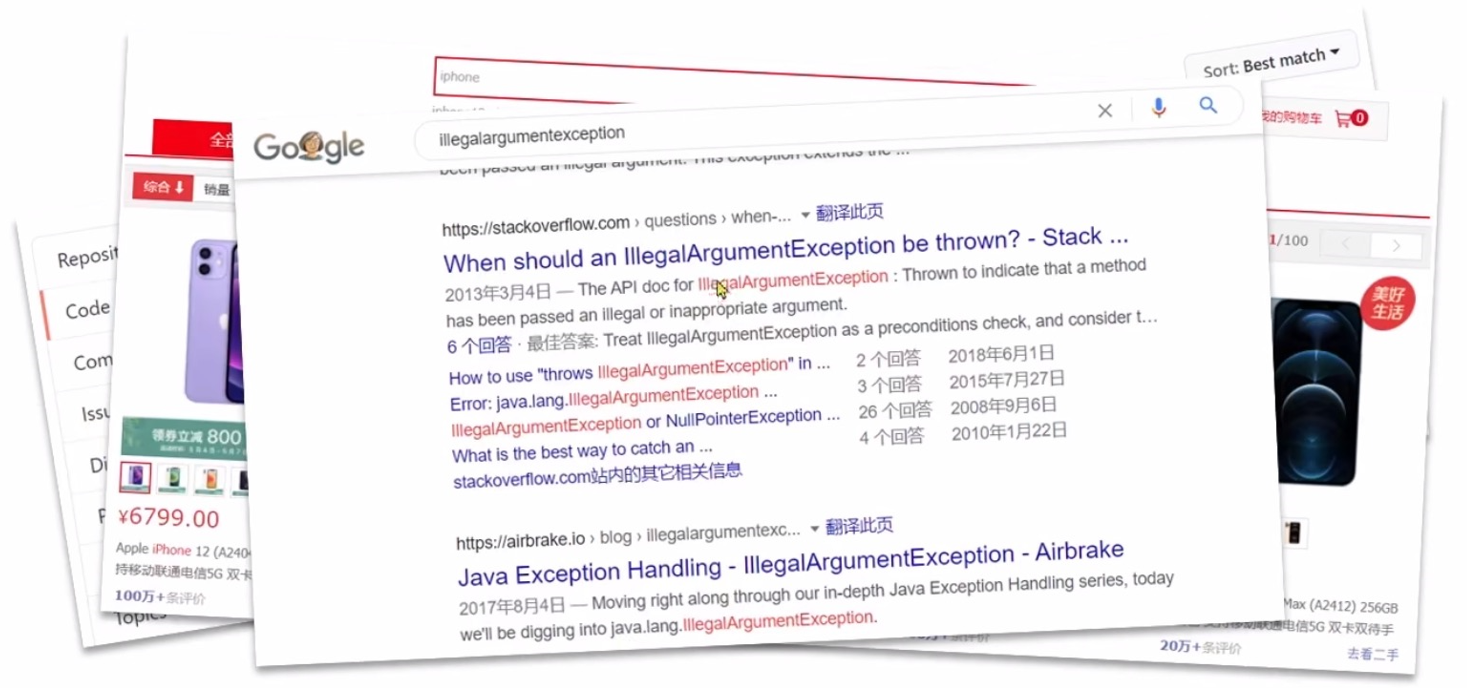 iphone
Sort: Best match
Google
illegalargumentexception
been passed an illegal argument. This exception extends the ...
https://stackoverflow.com › questions › when-... 翻译此页
When should an IllegalArgumentException be thrown? - Stack ...
2013年3月4日 — The API doc for IllegalArgumentException : Thrown to indicate that a method
has been passed an illegal or inappropriate argument.
6 个回答 · 最佳答案: Treat IllegalArgumentException as a preconditions check, and consider t...
How to use "throws IllegalArgumentException" in ... 2 个回答 2018年6月1日
Error: java.lang.IllegalArgumentException ... 3 个回答 2015年7月27日
IllegalArgumentException or NullPointerException ... 26 个回答 2008年9月6日
What is the best way to catch an ... 4 个回答 2010年1月22日
stackoverflow.com站内的其它相关信息
https://airbrake.io › blog › illegalargumentexc... 翻译此页
Java Exception Handling - IllegalArgumentException - Airbrake
2017年8月4日 — Moving right along through our in-depth Java Exception Handling series, today
we'll be digging into java.lang.IllegalArgumentException.
Reposit
Code
Com
Issu
Di
P
Topics
全部
综合
销量
领券立减 800
¥6799.00
Apple iPhone 12 (A240
持移动联通电信5G 双卡
100万+条评价
我的购物车 0
1/100
美好
生活
Max (A2412) 256GB
支持移动联通电信5G 双卡双待手
20万+条评价
去看二手